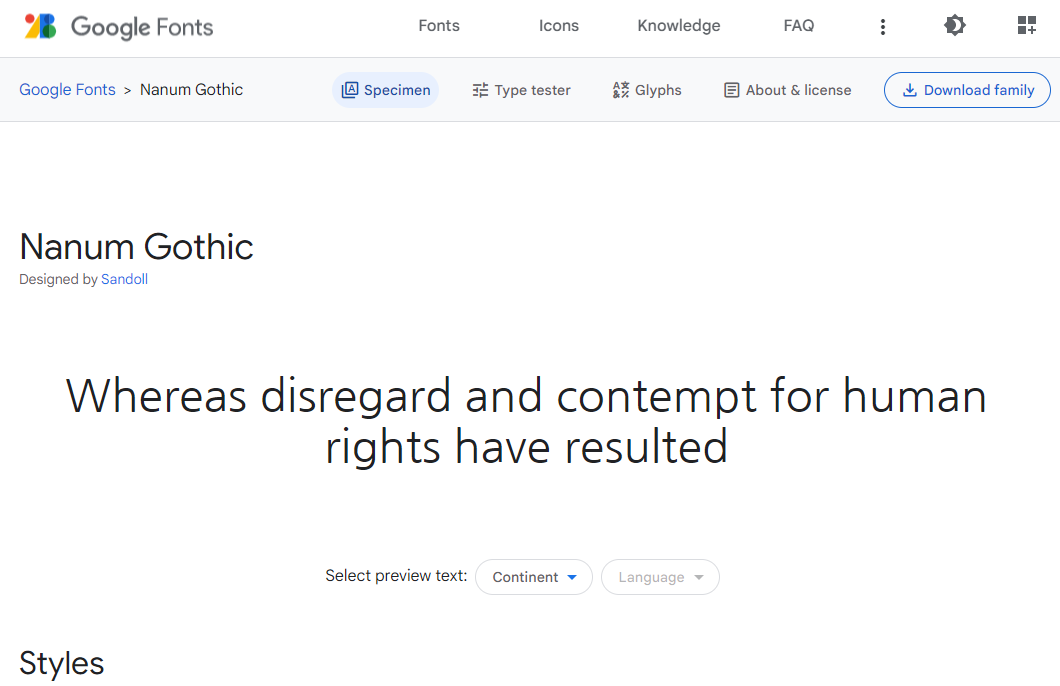 Google Fonts
Fonts Icons Knowledge FAQ
Google Fonts > Nanum Gothic
Specimen Type tester Glyphs About & license Download family
Nanum Gothic
Designed by Sandoll
Whereas disregard and contempt for human
rights have resulted
Select preview text: Continent Language
Styles